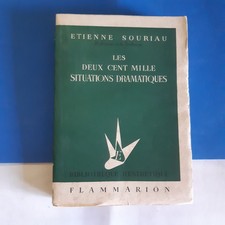 ETIENNE SOURIAU
LES
DEUX CENT MILLE
SITUATIONS DRAMATIQUES
FLAMMARION